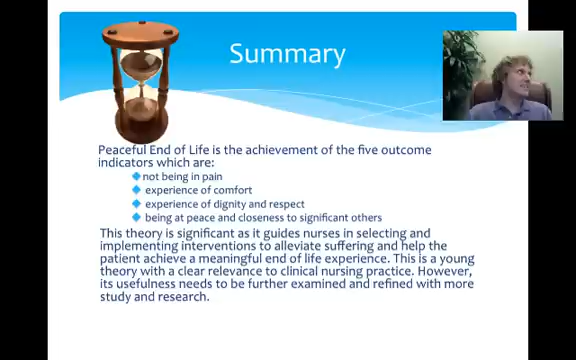 Summary
Peaceful End of Life is the achievement of the five outcome
indicators which are:
not being in pain
experience of comfort
experience of dignity and respect
being at peace and closeness to significant others
This theory is significant as it guides nurses in selecting and
implementing interventions to alleviate suffering and help the
patient achieve a meaningful end of life experience. This is a young
theory with a clear relevance to clinical nursing practice. However,
its usefulness needs to be further examined and refined with more
study and research.